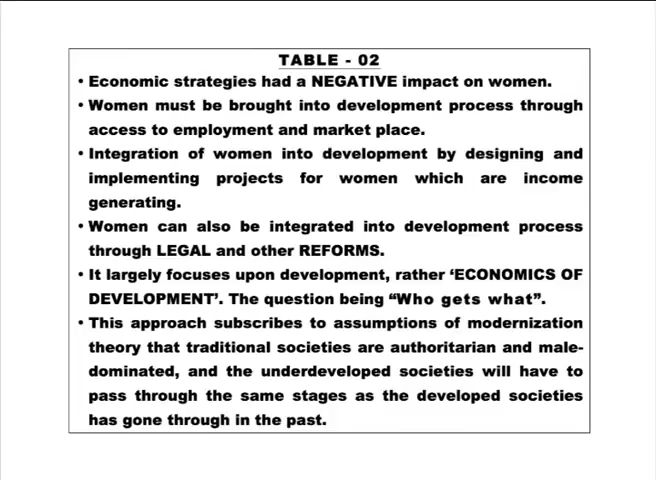 TABLE - 02
• Economic strategies had a NEGATIVE impact on women.
• Women must be brought into development process through
access to employment and market place.
• Integration of women into development by designing and
implementing projects for women which are income
generating.
• Women can also be integrated into development process
through LEGAL and other REFORMS.
• It largely focuses upon development, rather ‘ECONOMICS OF
DEVELOPMENT’. The question being “Who gets what”.
• This approach subscribes to assumptions of modernization
theory that traditional societies are authoritarian and male-
dominated, and the underdeveloped societies will have to
pass through the same stages as the developed societies
has gone through in the past.